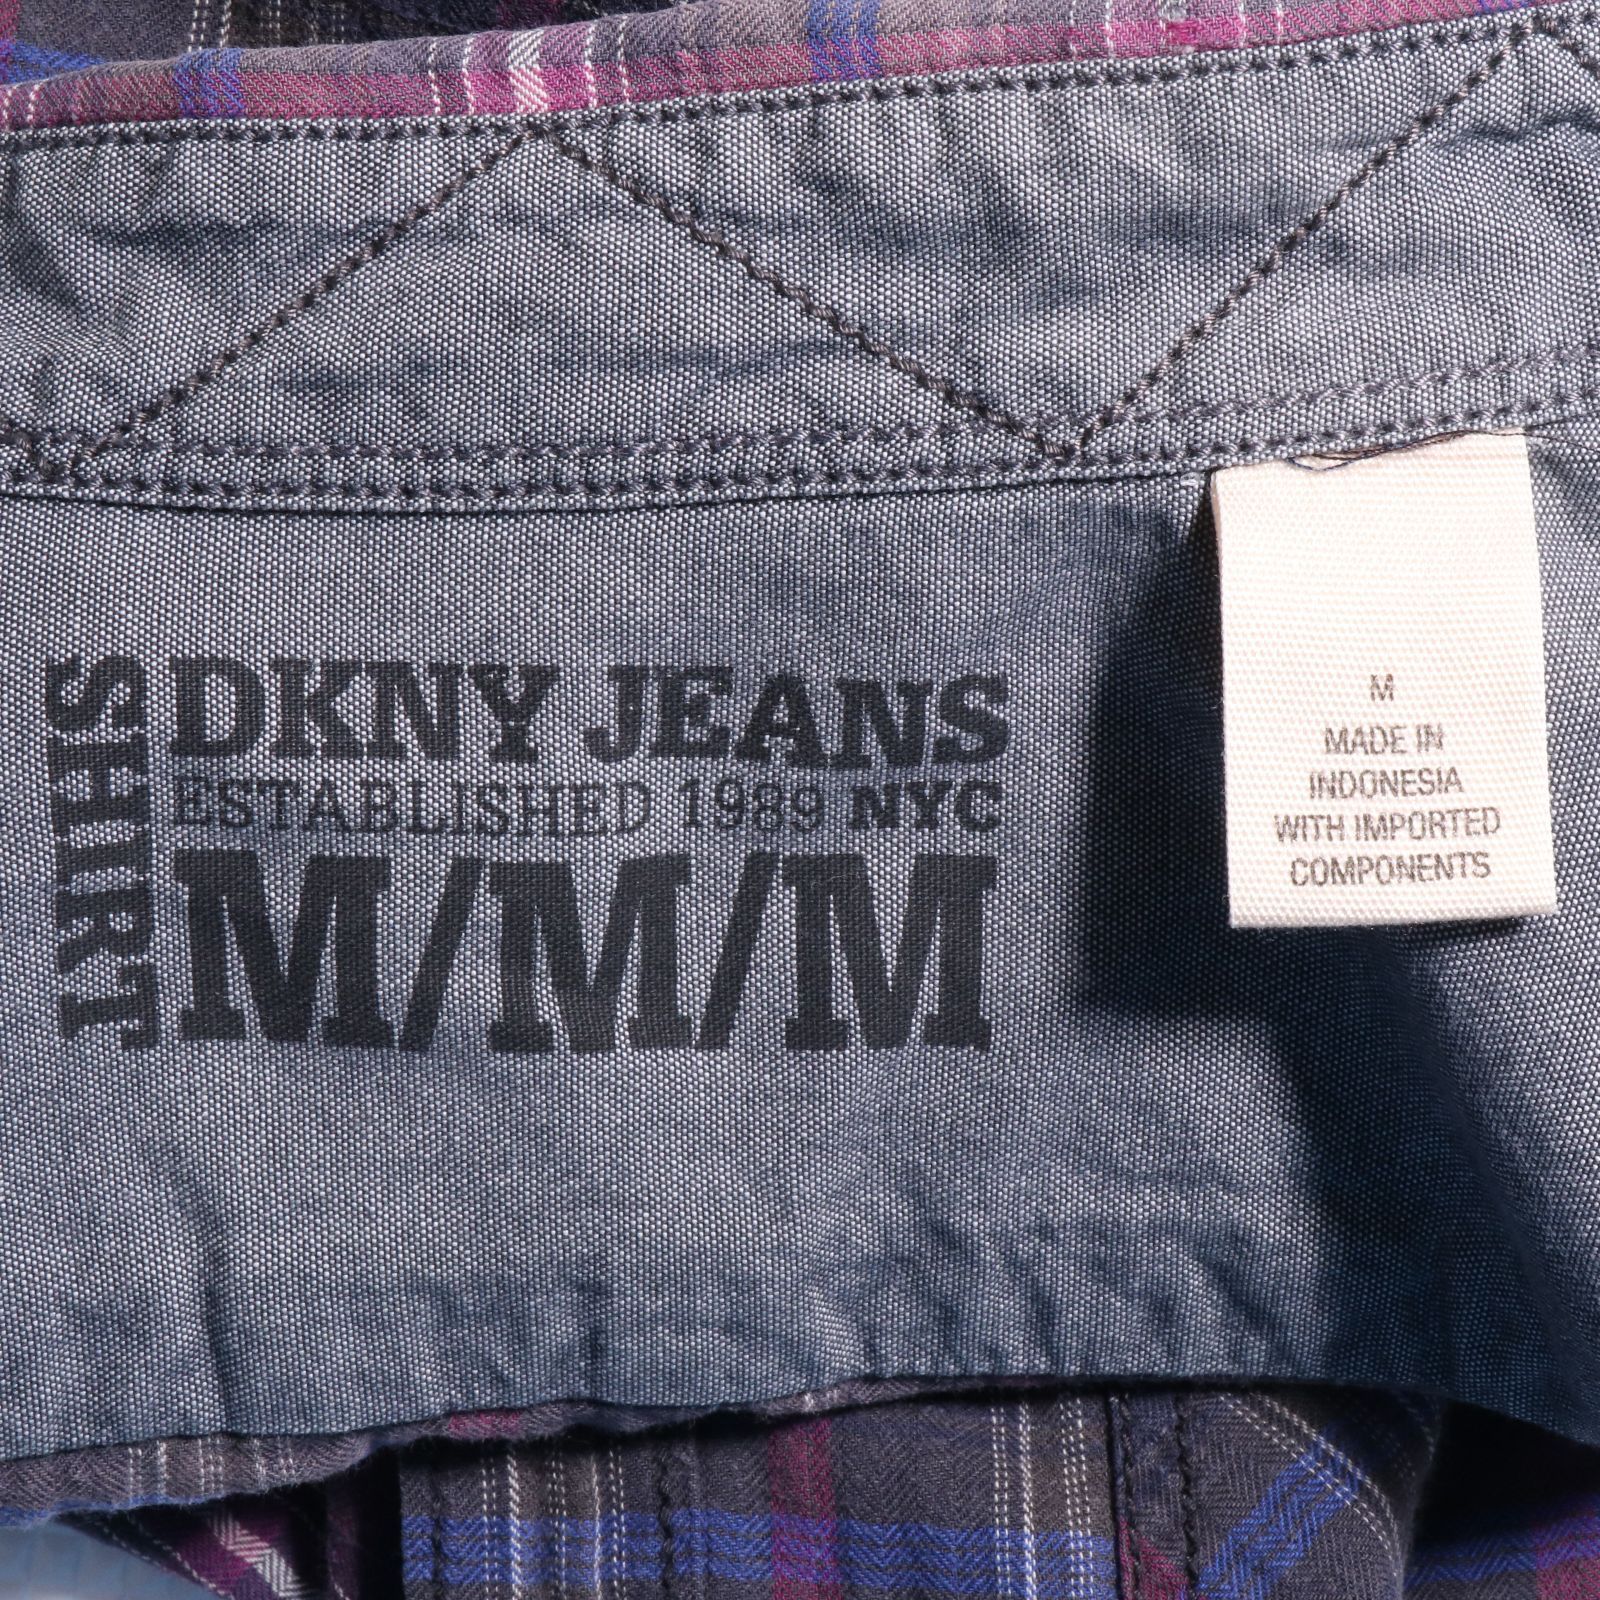 SHIRT
DKNY JEANS
ESTABLISHED 1989 NYC
M/M/M
M
MADE IN
INDONESIA
WITH IMPORTED
COMPONENTS